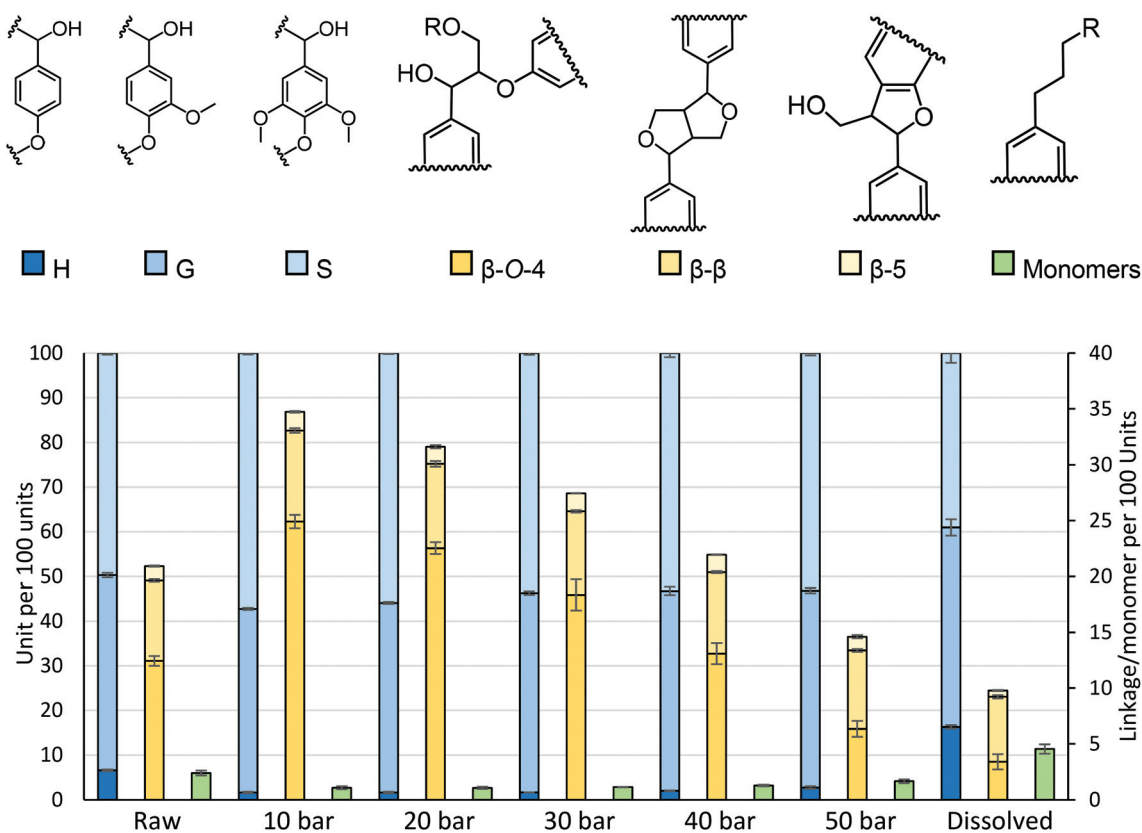 OH
O
OH
O
O
OH
O
O
O
RO
HO
O
O
O
HO
O
R
H
G
S
β-O-4
β-β
β-5
Monomers
Unit per 100 units
100
90
80
70
60
50
40
30
20
10
0
40
35
30
25
20
15
10
5
0
Linkage/monomer per 100 Units
Raw
10 bar
20 bar
30 bar
40 bar
50 bar
Dissolved